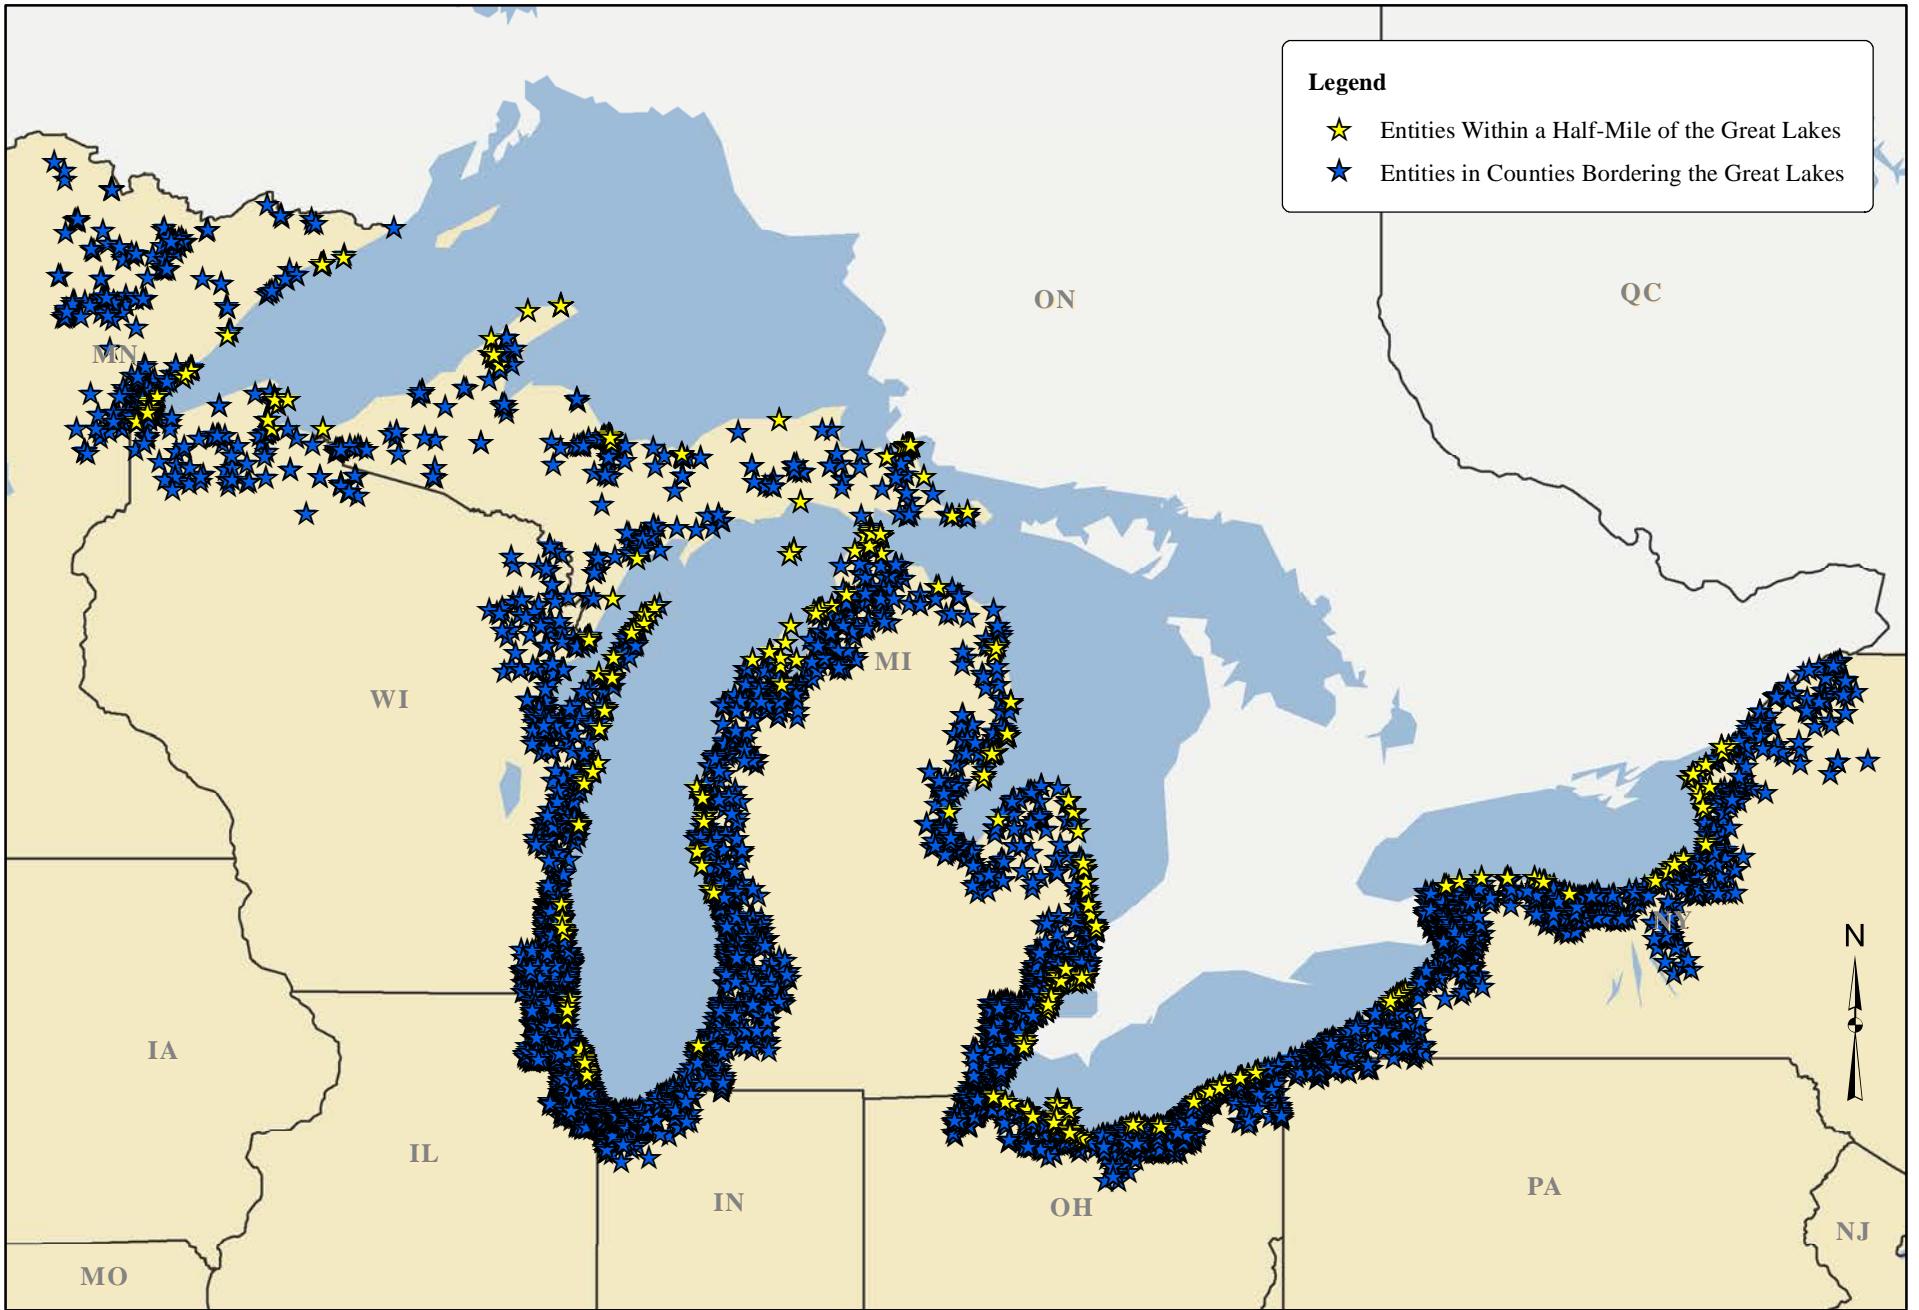 Legend
Entities Within a Half-Mile of the Great Lakes
Entities in Counties Bordering the Great Lakes
ON
QC
MN
MI
WI
NY
N
IA
IL
PA
IN
OH
NJ
MO